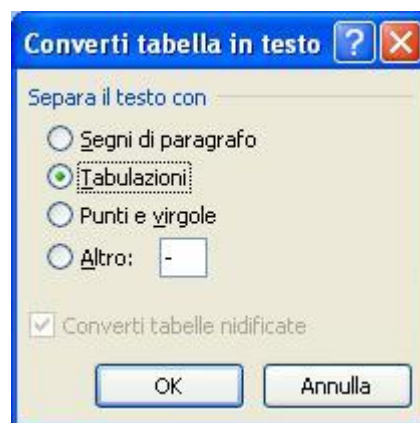 Converti tabella in testo
Separa il testo con
Segni di paragrafo
Tabulazioni
Punti e virgole
Altro: -
Converti tabelle nidificate
OK Annulla